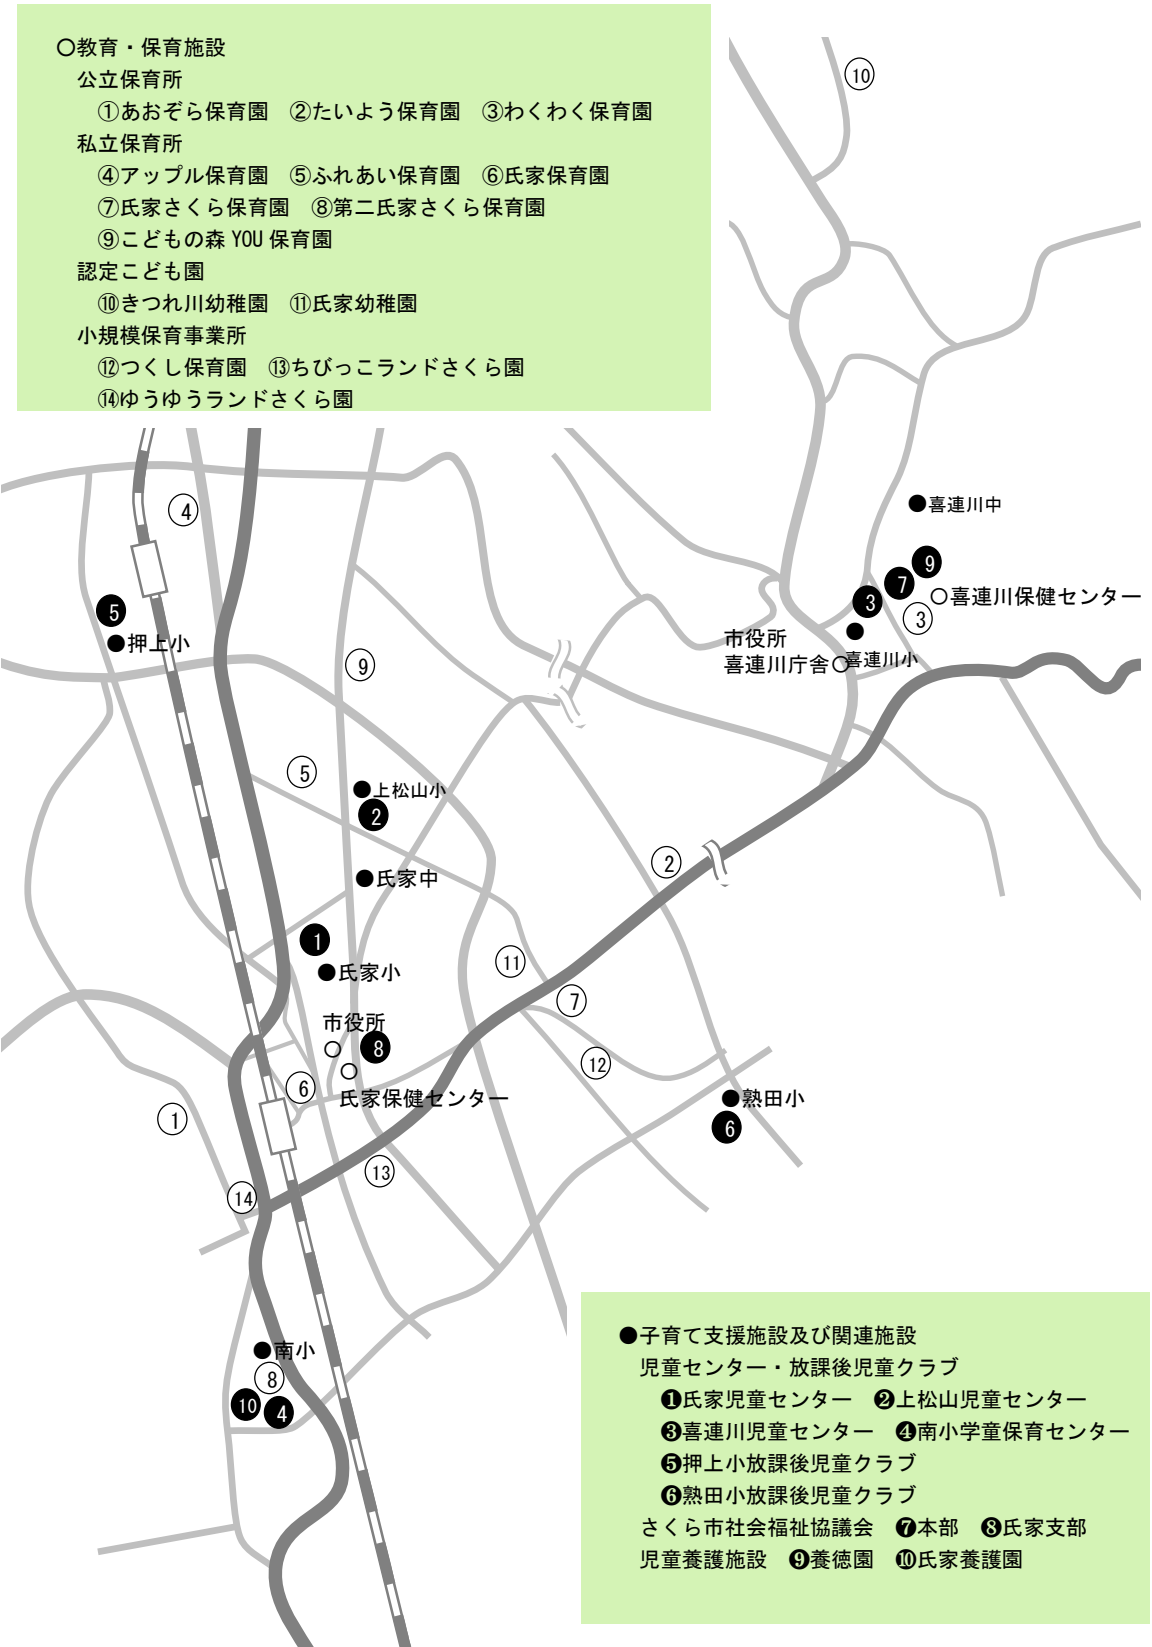 〇教育・保育施設
公立保育所
①あおぞら保育園　②たいよう保育園　③わくわく保育園
私立保育所
④アップル保育園　⑤ふれあい保育園　⑥氏家保育園
⑦氏家さくら保育園　⑧第二氏家さくら保育園
⑨こどもの森 YOU 保育園
認定こども園
⑩きつれ川幼稚園　⑪氏家幼稚園
小規模保育事業所
⑫つくし保育園　⑬ちびっこランドさくら園
⑭ゆうゆうランドさくら園
⑩
④
●喜連川中
❾
❼
❸
〇喜連川保健センター
③
❺
●押上小
市役所
喜連川庁舎〇
喜連川小
⑨
⑤
●上松山小
❷
②
●氏家中
❶
●氏家小
⑪
⑦
市役所
❽
⑫
⑥
氏家保健センター
●熟田小
❻
①
⑬
⑭
●南小
⑧
❿
❹
●子育て支援施設及び関連施設
児童センター・放課後児童クラブ
❶氏家児童センター　❷上松山児童センター
❸喜連川児童センター　❹南小学童保育センター
❺押上小放課後児童クラブ
❻熟田小放課後児童クラブ
さくら市社会福祉協議会　❼本部　❽氏家支部
児童養護施設　❾養徳園　❿氏家養護園